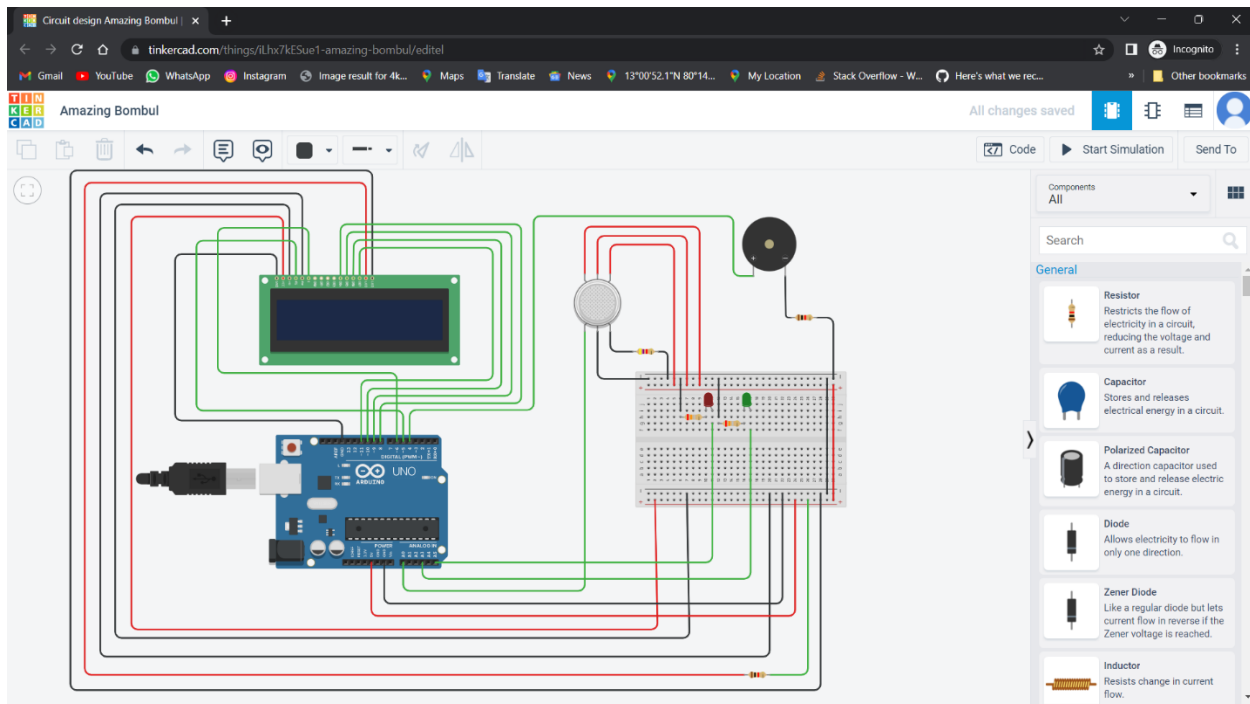 Circuit design Amazing Bombul |
tinkercad.com/things/iLhx7kESue1-amazing-bombul/editel
Incognito
Gmail
YouTube
WhatsApp
Instagram
Image result for 4k...
Maps
Translate
News
13°00'52.1"N 80°14...
My Location
Stack Overflow - W...
Here's what we rec...
»
Other bookmarks
TIN
KER
CAD
Amazing Bombul
All changes saved
Code
Start Simulation
Send To
Components
All
Search
General
Resistor
Restricts the flow of
electricity in a circuit,
reducing the voltage and
current as a result.
Capacitor
Stores and releases
electrical energy in a circuit.
Polarized Capacitor
A direction capacitor used
to store and release electric
energy in a circuit.
Diode
Allows electricity to flow in
only one direction.
Zener Diode
Like a regular diode but lets
current flow in reverse if the
Zener voltage is reached.
Inductor
Resists change in current
flow.
DIGITAL (PWM ~)
UNO
ARDUINO
POWER
ANALOG IN